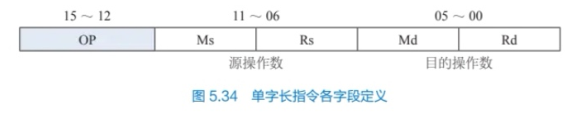 15 ~ 12 11 ~ 06 05 ~ 00
OP Ms Rs Md Rd
源操作数 目的操作数
图 5.34 单字长指令各字段定义